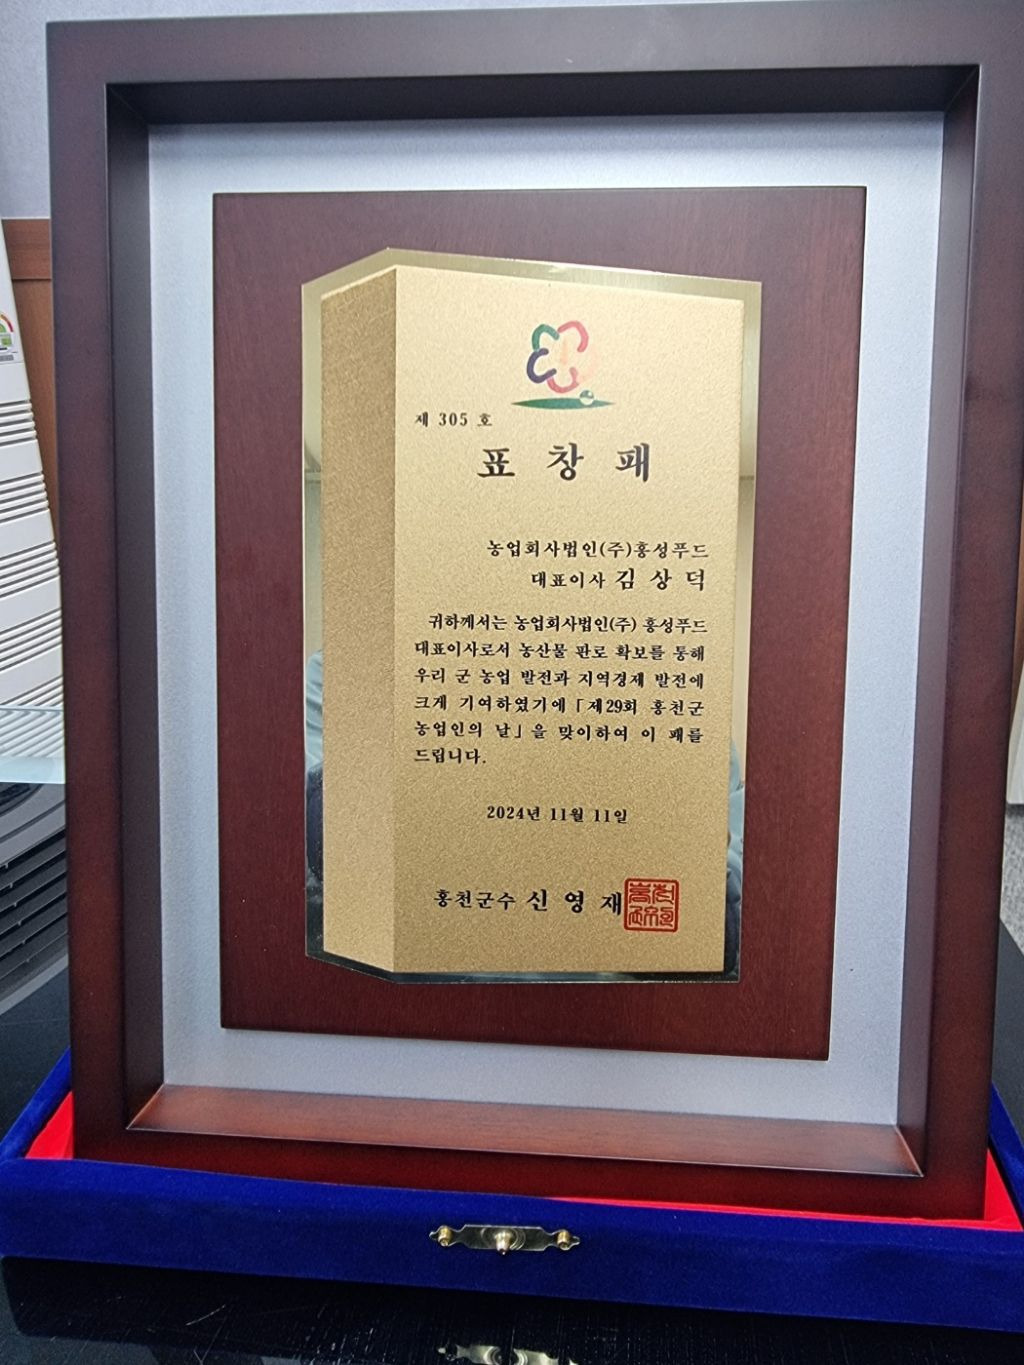 제 305 호
표 창 패
농업회사법인(주)홍성푸드
대표이사 김 상 덕
귀하께서는 농업회사법인(주) 홍성푸드
대표이사로서 농산물 판로 확보를 통해
우리 군 농업 발전과 지역경제 발전에
크게 기여하였기에 「제29회 홍천군
농업인의 날」을 맞이하여 이 패를
드립니다.
2024년 11월 11일
홍천군수 신 영 재